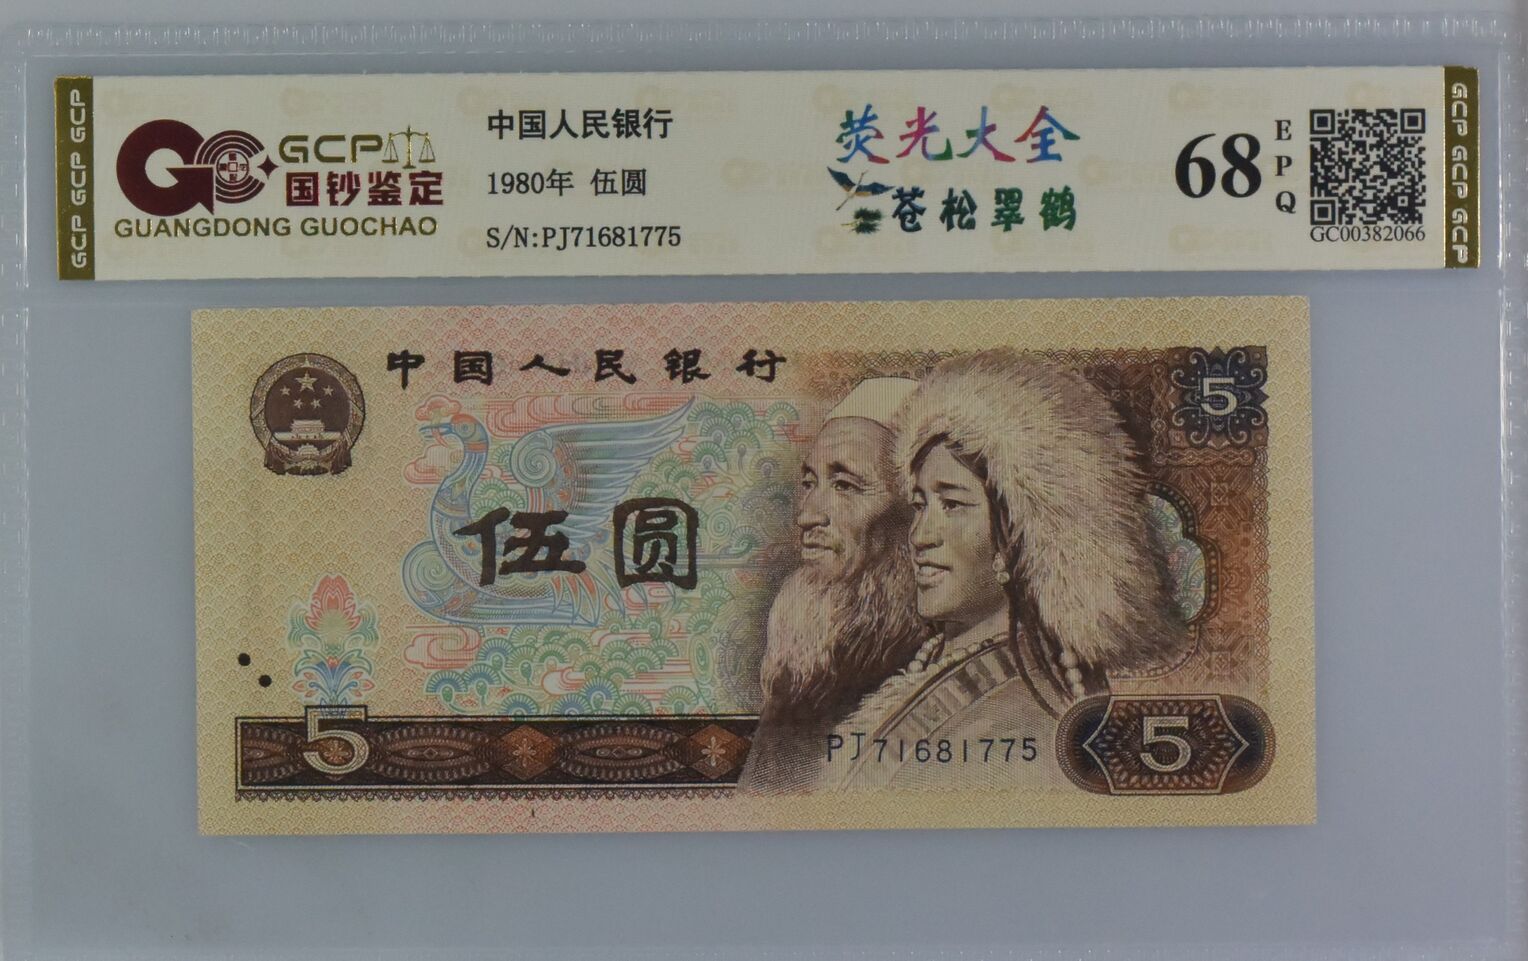 GCP GCP GCP
GCP
国钞鉴定
GUANGDONG GUOCHAO
中国人民银行
1980年 伍圆
S/N:PJ71681775
荧光大全
苍松翠鹤
68
EPQ
GC00382066
GCP GCP GCP
中国人民银行
5
伍圆
5
PJ71681775
5